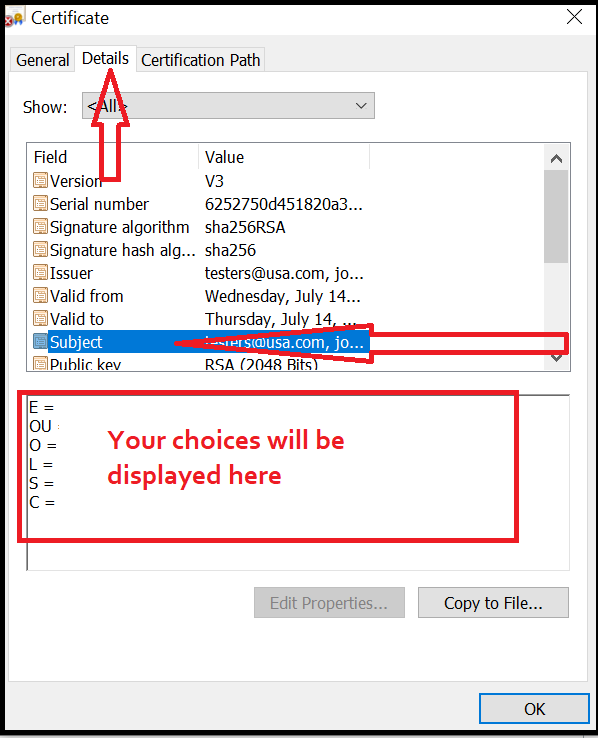 Certificate
General Details Certification Path
Show: <All>
Field Value
Version V3
Serial number 6252750d451820a3...
Signature algorithm sha256RSA
Signature hash alg... sha256
Issuer testers@usa.com, jo...
Valid from Wednesday, July 14...
Valid to Thursday, July 14, ...
Subject testers@usa.com, jo...
Public key RSA (2048 Bits)
E =
OU =
O =
L =
S =
C =
Your choices will be
displayed here
Edit Properties... Copy to File...
OK